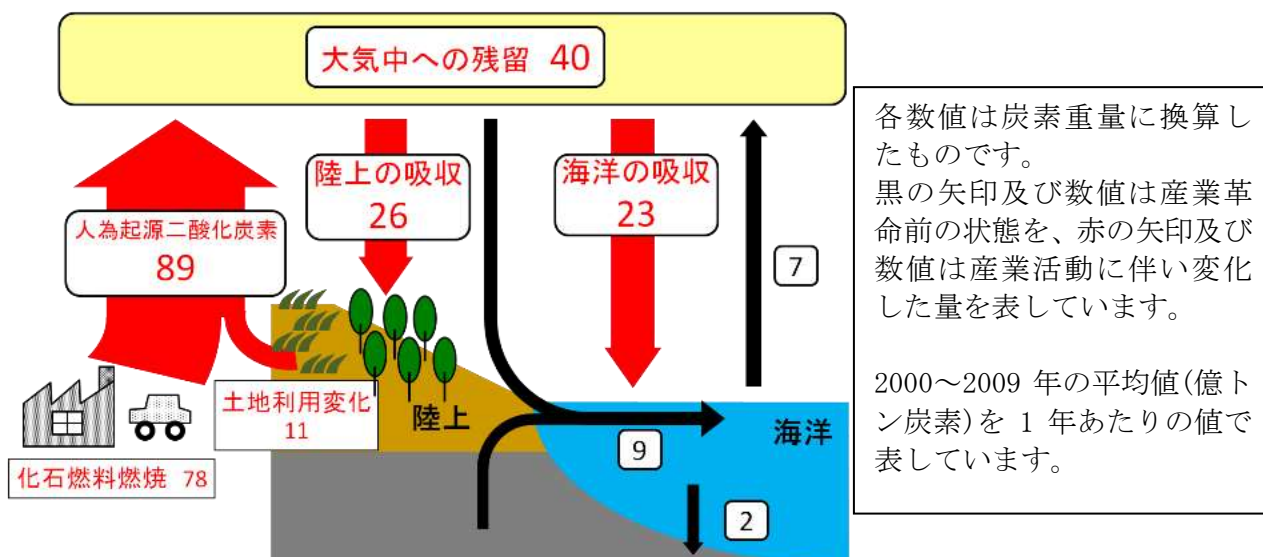 大気中への残留 40
陸上の吸収
26
海洋の吸収
23
人為起源二酸化炭素
89
7
土地利用変化
11
陸上
海洋
9
化石燃料燃焼 78
2
各数値は炭素重量に換算し
たものです。
黒の矢印及び数値は産業革
命前の状態を、赤の矢印及び
数値は産業活動に伴い変化
した量を表しています。
2000～2009 年の平均値(億ト
ン炭素)を 1 年あたりの値で
表しています。